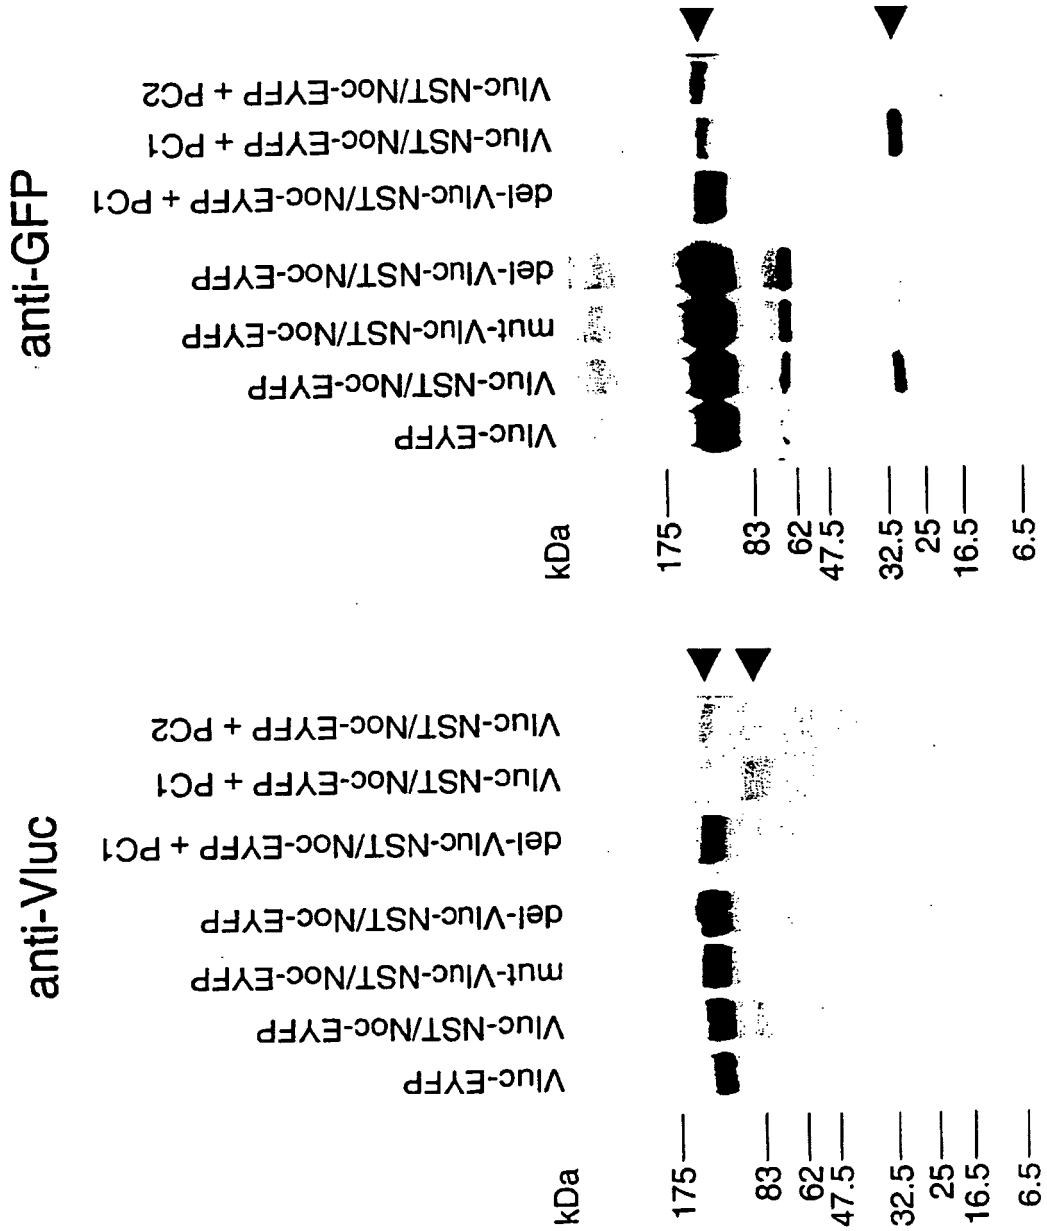 anti-Vluc
kDa
175
83
62
47.5
32.5
25
16.5
6.5
Vluc-EYFP
Vluc-NST/Noc-EYFP
mut-Vluc-NST/Noc-EYFP
del-Vluc-NST/Noc-EYFP
del-Vluc-NST/Noc-EYFP + PC1
Vluc-NST/Noc-EYFP + PC1
Vluc-NST/Noc-EYFP + PC2
anti-GFP
kDa
175
83
62
47.5
32.5
25
16.5
6.5
Vluc-EYFP
Vluc-NST/Noc-EYFP
mut-Vluc-NST/Noc-EYFP
del-Vluc-NST/Noc-EYFP
del-Vluc-NST/Noc-EYFP + PC1
Vluc-NST/Noc-EYFP + PC1
Vluc-NST/Noc-EYFP + PC2